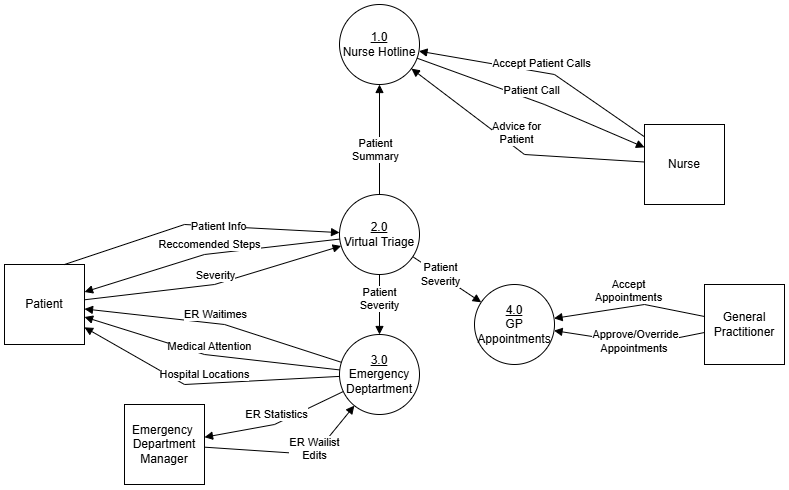 1.0
Nurse Hotline
Accept Patient Calls
Patient Call
Advice for
Patient
Nurse
Patient
Summary
2.0
Virtual Triage
Patient Info
Reccomended Steps
Severity
Patient
Patient
Severity
Patient
Severity
4.0
GP
Appointments
Accept
Appointments
Approve/Override
Appointments
General
Practitioner
ER Waitimes
Medical Attention
Hospital Locations
3.0
Emergency
Deptartment
ER Statistics
ER Wailist
Edits
Emergency
Department
Manager